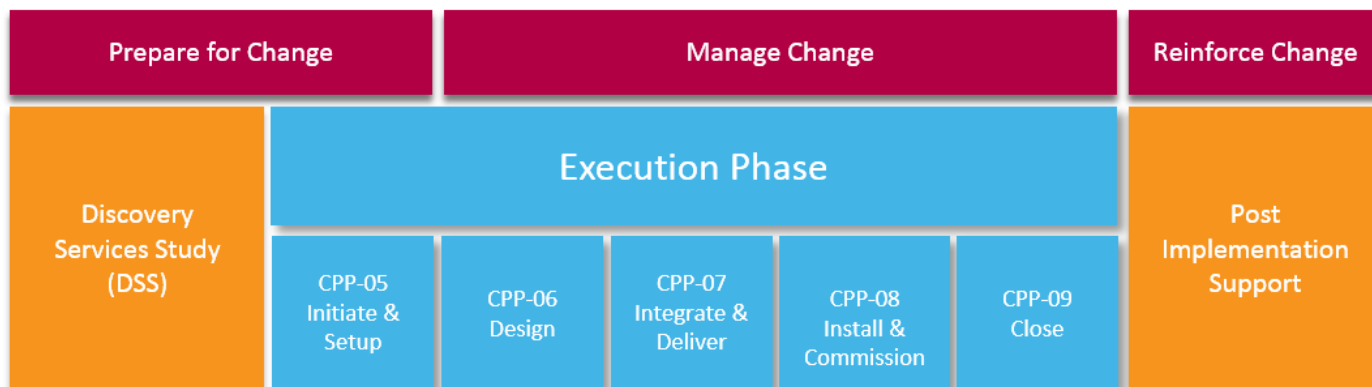 Prepare for Change
Manage Change
Reinforce Change
Discovery
Services Study
(DSS)
Execution Phase
CPP-05
Initiate &
Setup
CPP-06
Design
CPP-07
Integrate &
Deliver
CPP-08
Install &
Commission
CPP-09
Close
Post
Implementation
Support